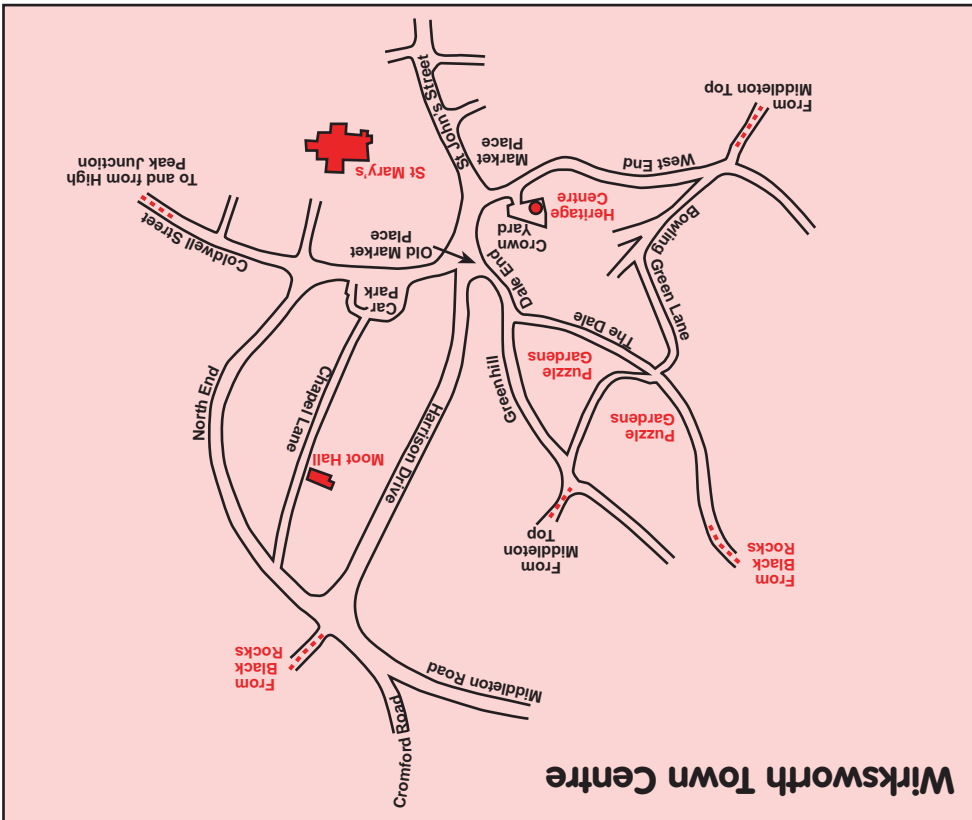 Wirksworth Town Centre
Cromford Road
Middleton Road
From
Black
Rocks
From
Black
Rocks
From
Middleton
Top
Moot Hall
Harrison Drive
Chapel Lane
North End
Greenhill
Puzzle
Gardens
Puzzle
Gardens
The Dale
Bowling Green Lane
Dale End
Car
Park
Old Market
Place
Coldwell Street
Crown
Yard
Heritage
Centre
To and from High
Peak Junction
St Mary's
West End
Market
Place
St John's Street
From
Middleton Top